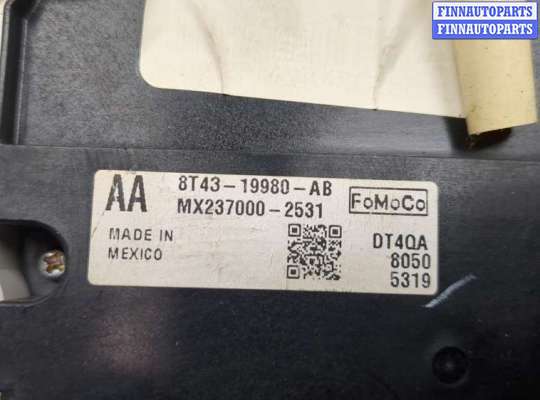 FINNAUTOPARTS
FINNAUTOPARTS
AA
8T43-19980-AB
MX237000-2531
FoMoCo
MADE IN
MEXICO
DT4QA
8050
5319